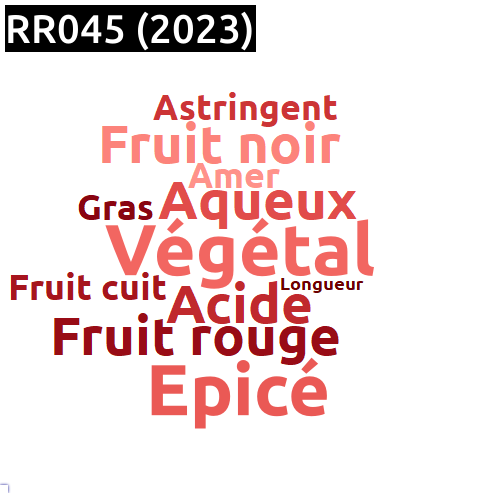 RR045 (2023)
Astringent
Fruit noir
Amer
Gras Aqueux
Végétal
Fruit cuit Acide Longueur
Fruit rouge
Epicé